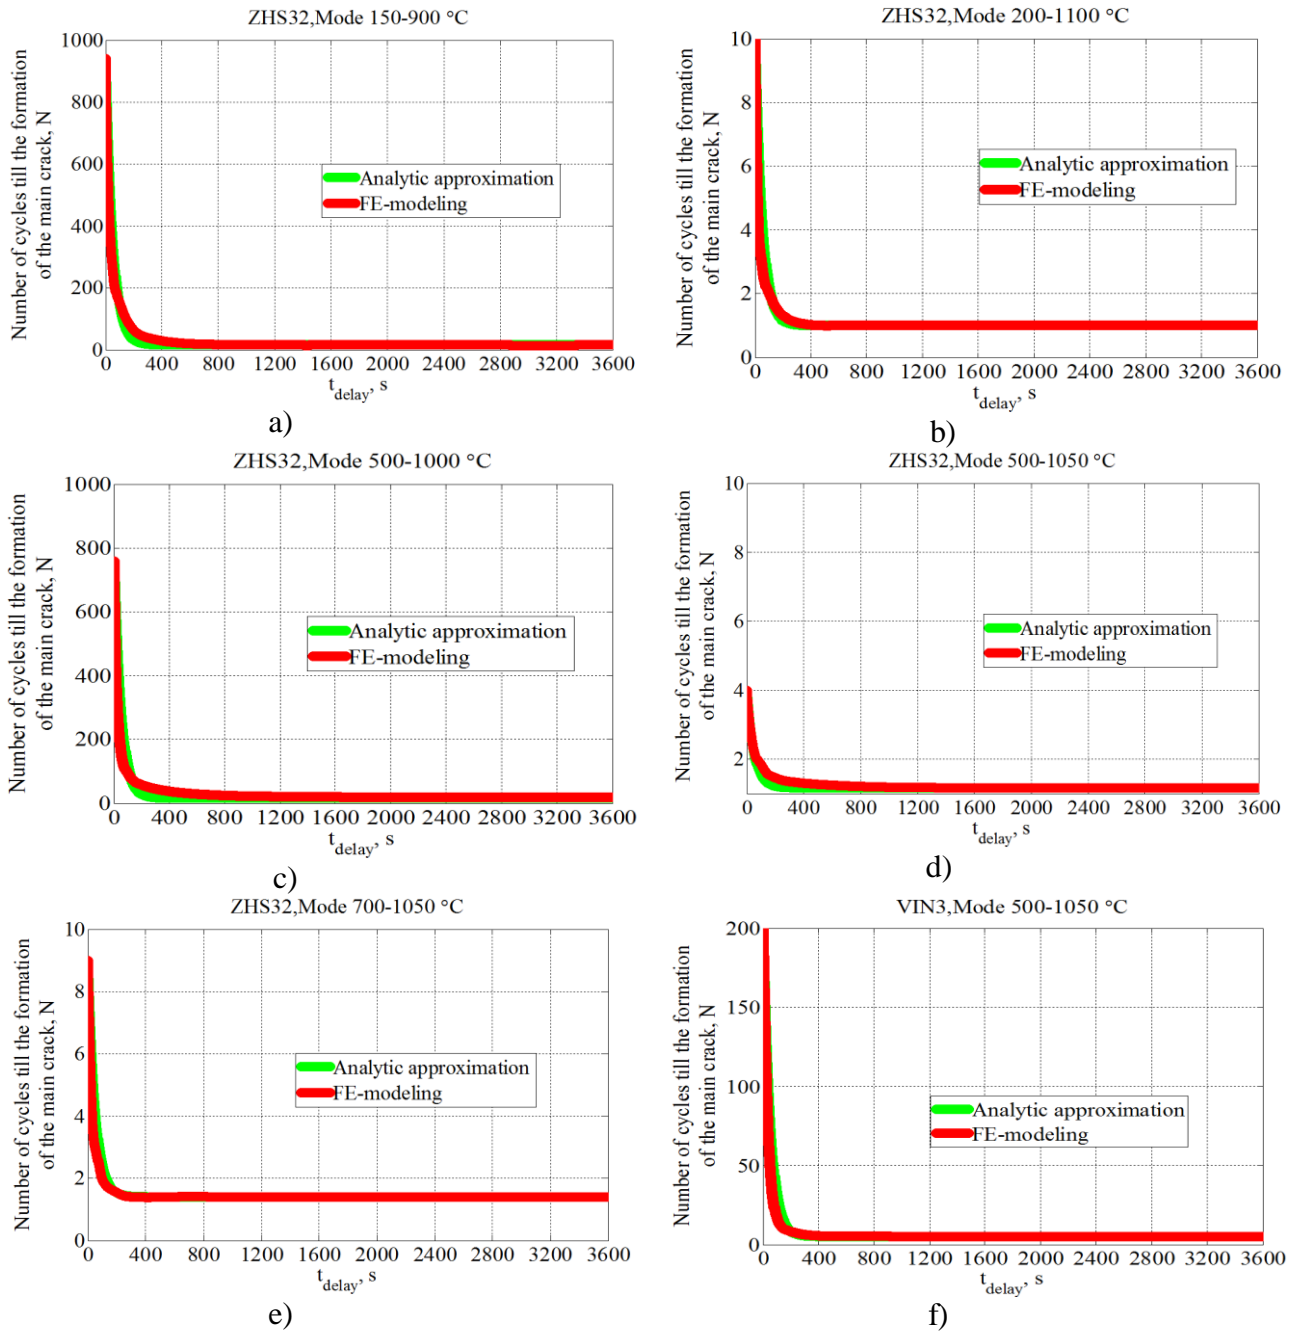 ZHS32,Mode 150-900 °C
Number of cycles till the formation
of the main crack, N
1000
800
600
400
200
0
Analytic approximation
FE-modeling
0 400 800 1200 1600 2000 2400 2800 3200 3600
t_delay, s
a)
ZHS32,Mode 200-1100 °C
Number of cycles till the formation
of the main crack, N
10
8
6
4
2
0
Analytic approximation
FE-modeling
0 400 800 1200 1600 2000 2400 2800 3200 3600
t_delay, s
b)
ZHS32,Mode 500-1000 °C
Number of cycles till the formation
of the main crack, N
1000
800
600
400
200
0
Analytic approximation
FE-modeling
0 400 800 1200 1600 2000 2400 2800 3200 3600
t_delay, s
c)
ZHS32,Mode 500-1050 °C
Number of cycles till the formation
of the main crack, N
10
8
6
4
2
Analytic approximation
FE-modeling
0 400 800 1200 1600 2000 2400 2800 3200 3600
t_delay, s
d)
ZHS32,Mode 700-1050 °C
Number of cycles till the formation
of the main crack, N
10
8
6
4
2
0
Analytic approximation
FE-modeling
0 400 800 1200 1600 2000 2400 2800 3200 3600
t_delay, s
e)
VIN3,Mode 500-1050 °C
Number of cycles till the formation
of the main crack, N
200
150
100
50
0
Analytic approximation
FE-modeling
0 400 800 1200 1600 2000 2400 2800 3200 3600
t_delay, s
f)